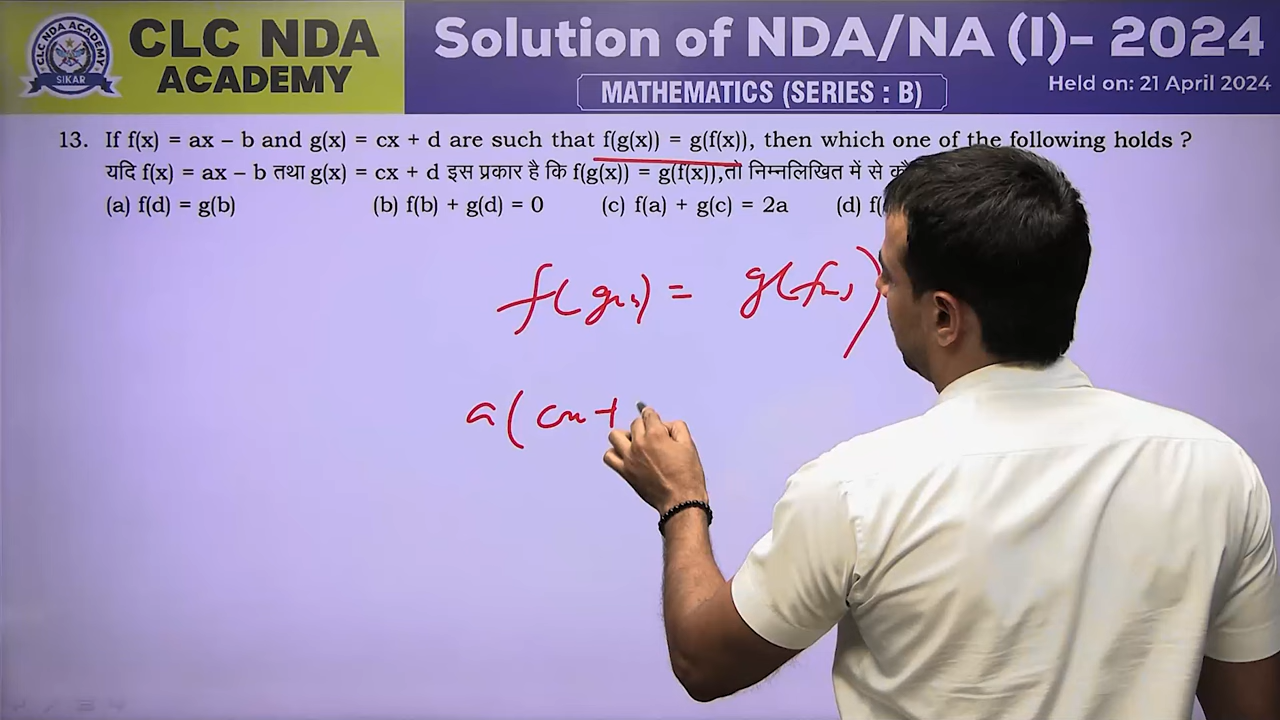 CLC NDA ACADEMY
SIKAR
CLC NDA
ACADEMY
Solution of NDA/NA (I)- 2024
MATHEMATICS (SERIES : B)
Held on: 21 April 2024
13. If f(x) = ax – b and g(x) = cx + d are such that f(g(x)) = g(f(x)), then which one of the following holds ?
यदि f(x) = ax – b तथा g(x) = cx + d इस प्रकार है कि f(g(x)) = g(f(x)),तो निम्नलिखित में से
(a) f(d) = g(b) (b) f(b) + g(d) = 0 (c) f(a) + g(c) = 2a (d)
f(g(x)) = g(f(x))
a(cx+